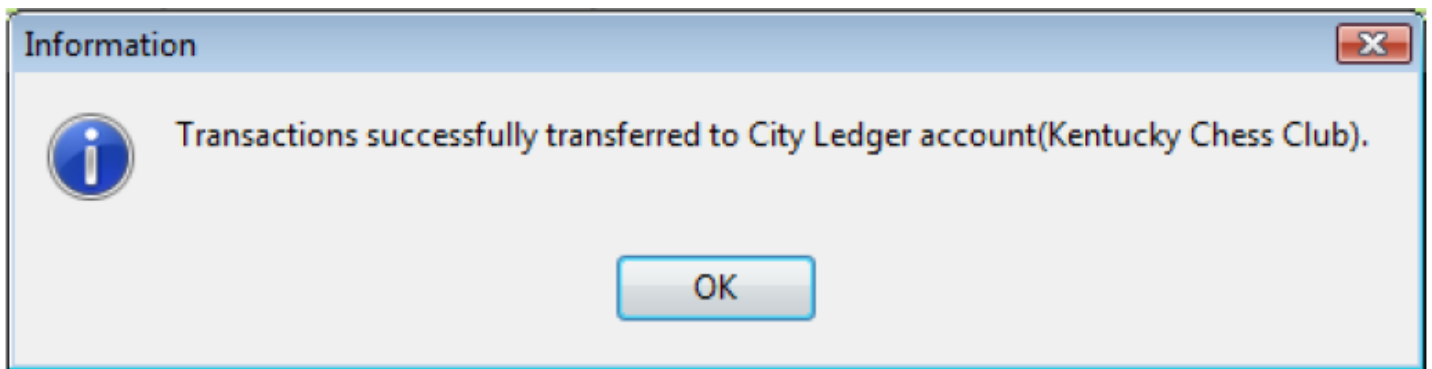 Information
Transactions successfully transferred to City Ledger account(Kentucky Chess Club).
OK